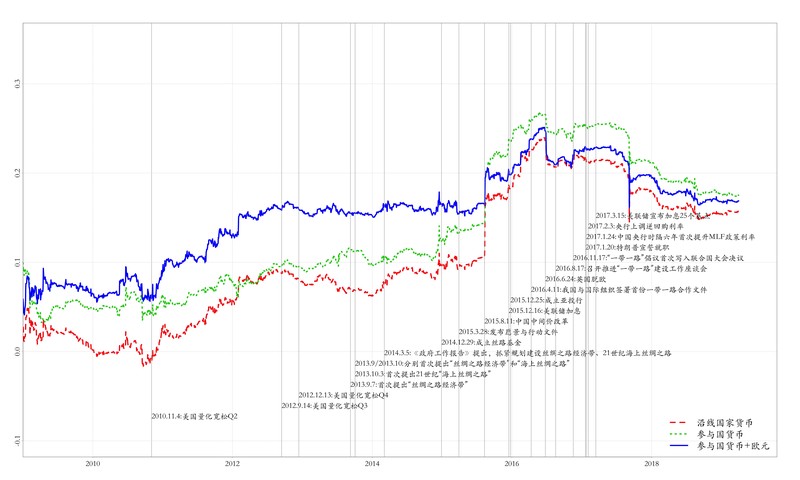 0.3
0.2
0.1
0.0
-0.1
2017.3.15:美联储宣布加息25个基点
2017.2.3:央行上调逆回购利率
2017.1.24:中国央行时隔六年首次提升MLF政策利率
2017.1.20:特朗普宣誓就职
2016.11.17:"一带一路"倡议首次写入联合国大会决议
2016.8.17:召开推进"一带一路"建设工作座谈会
2016.6.24:英国脱欧
2016.4.11:我国与国际组织签署首份一带一路合作文件
2015.12.25:成立亚投行
2015.12.16:美联储加息
2015.8.11:中国中间价改革
2015.3.28:发布愿景与行动文件
2014.12.29:成立丝路基金
2014.3.5:《政府工作报告》提出,抓紧规划建设丝绸之路经济带、21世纪海上丝绸之路
2013.9/2013.10:分别首次提出"丝绸之路经济带"和"海上丝绸之路"
2013.10.3:首次提出21世纪"海上丝绸之路"
2013.9.7:首次提出"丝绸之路经济带"
2012.12.13:美国量化宽松Q4
2012.9.14:美国量化宽松Q3
2010.11.4:美国量化宽松Q2
沿线国家货币
参与国货币
参与国货币+欧元
2010 2012 2014 2016 2018